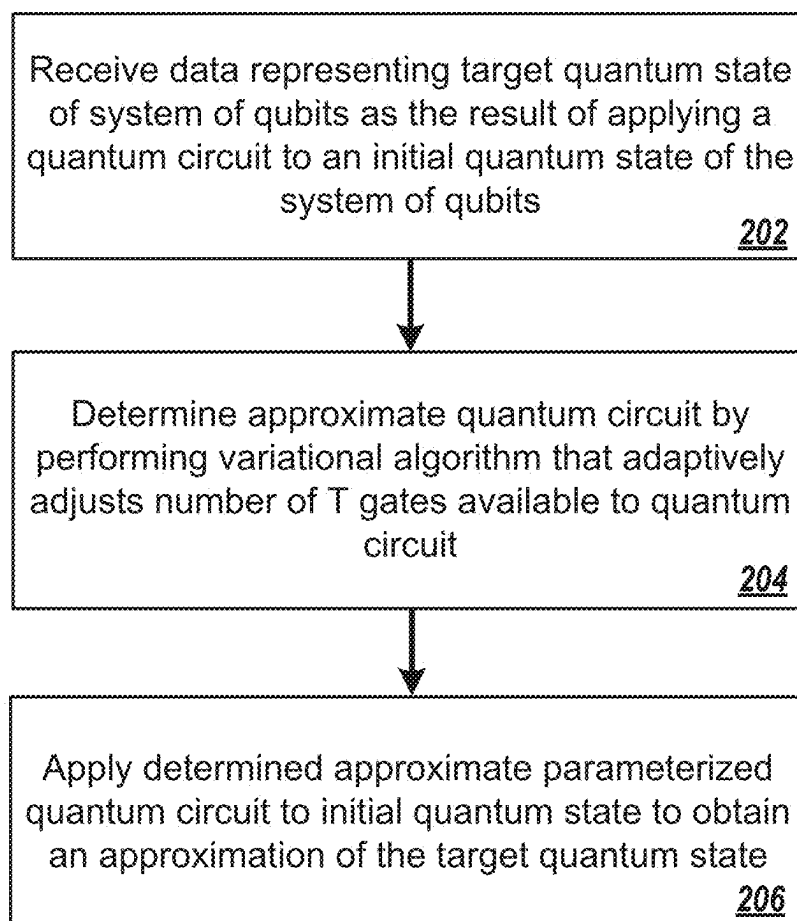 Receive data representing target quantum state
of system of qubits as the result of applying a
quantum circuit to an initial quantum state of the
system of qubits
202
Determine approximate quantum circuit by
performing variational algorithm that adaptively
adjusts number of T gates available to quantum
circuit
204
Apply determined approximate parameterized
quantum circuit to initial quantum state to obtain
an approximation of the target quantum state
206